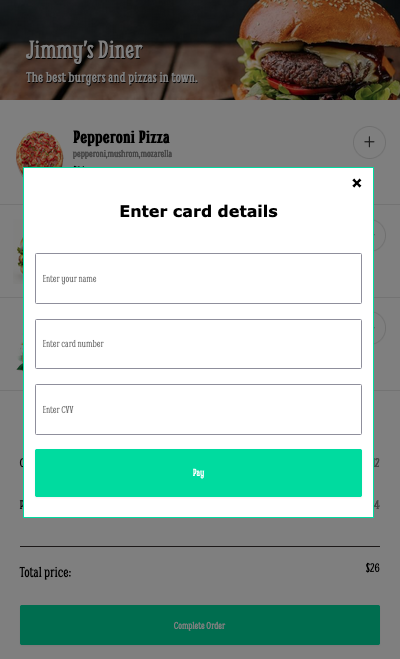 Jimmy's Diner
The best burgers and pizzas in town.
Pepperoni Pizza
pepperoni,mushrom,mozarella
Enter card details
Enter your name
Enter card number
Enter CVV
Pay
Total price:
$26
Complete Order